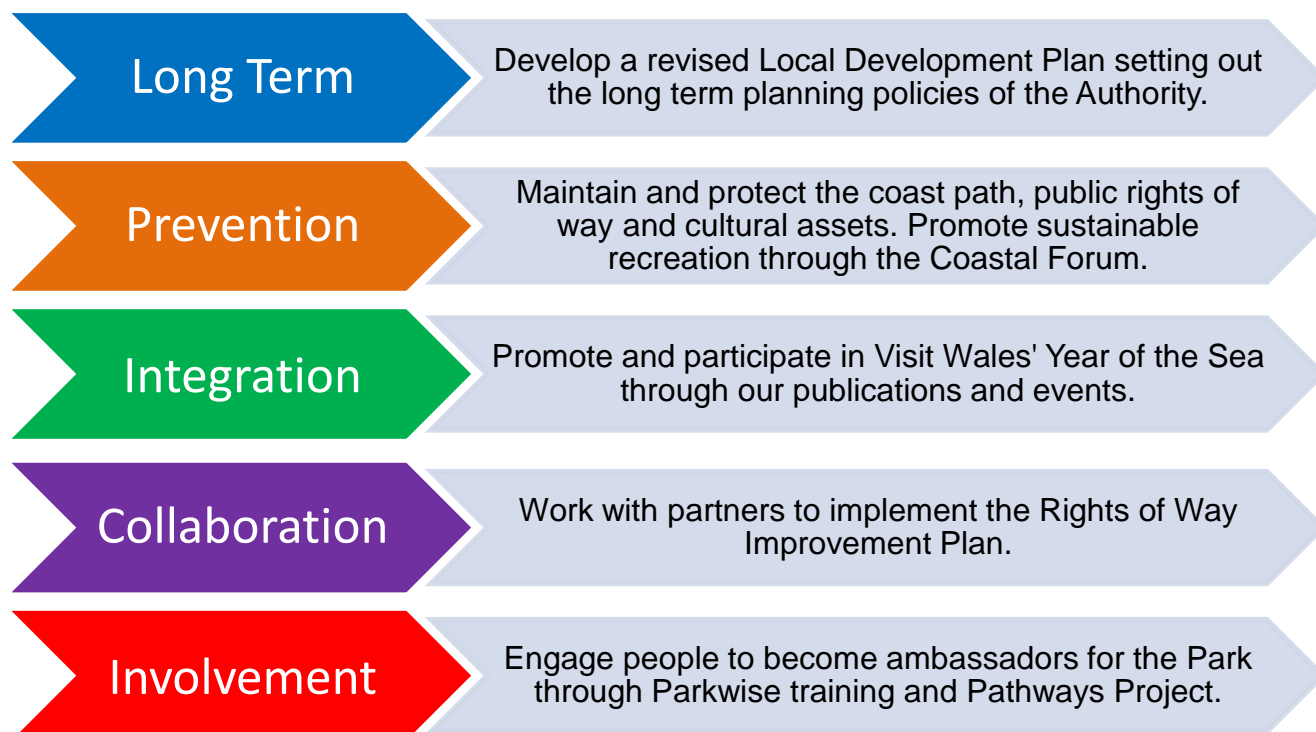 Long Term
Develop a revised Local Development Plan setting out
the long term planning policies of the Authority.
Prevention
Maintain and protect the coast path, public rights of
way and cultural assets. Promote sustainable
recreation through the Coastal Forum.
Integration
Promote and participate in Visit Wales' Year of the Sea
through our publications and events.
Collaboration
Work with partners to implement the Rights of Way
Improvement Plan.
Involvement
Engage people to become ambassadors for the Park
through Parkwise training and Pathways Project.